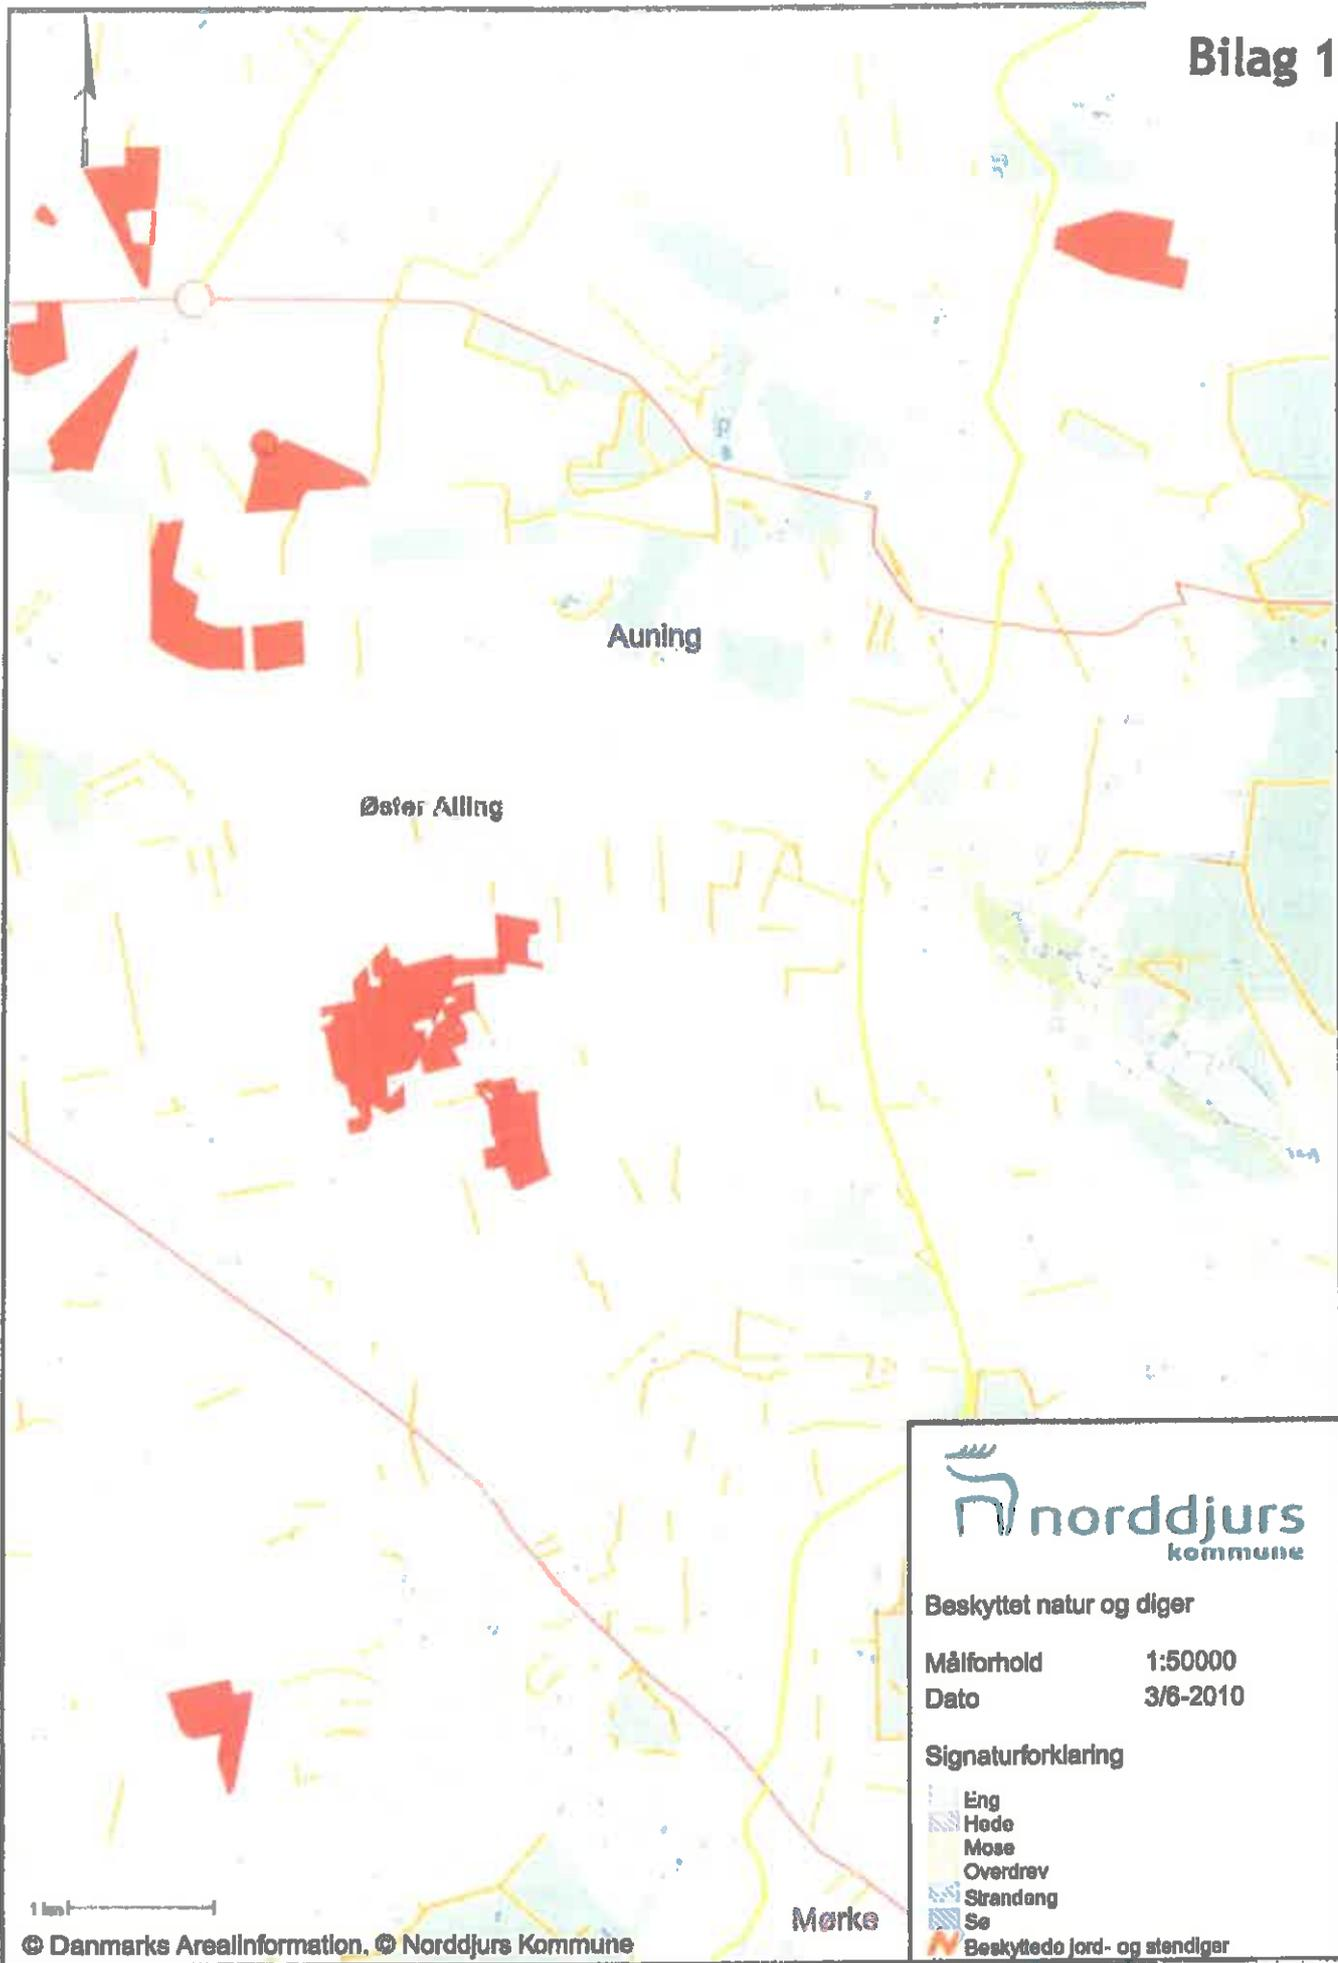 Bilag 1
Auning
Øster Alling
norddjurs
kommune
Beskyttet natur og diger
Målforhold 1:50000
Dato 3/6-2010
Signaturforklaring
Eng
Hede
Mose
Overdrev
Strandeng
Sø
Beskyttede jord- og stendiger
1 km
Mørke
© Danmarks Arealinformation, © Norddjurs Kommune